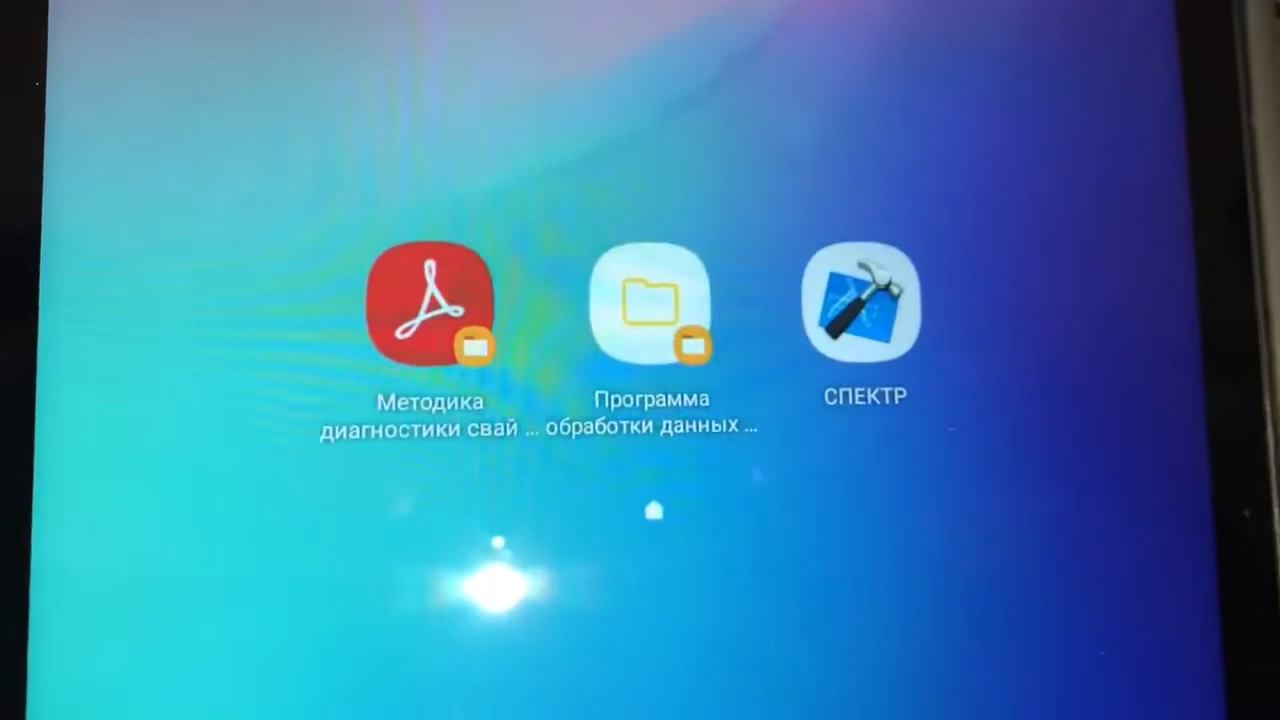 Методика
диагностики свай ...
Программа
обработки данных ...
СПЕКТР